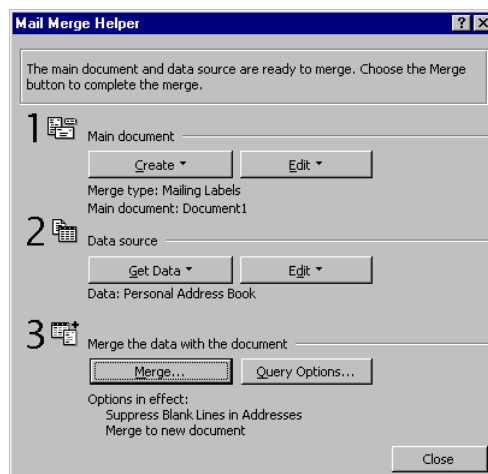 Mail Merge Helper
The main document and data source are ready to merge. Choose the Merge
button to complete the merge.
1
Main document
Create
Edit
Merge type: Mailing Labels
Main document: Document1
2
Data source
Get Data
Edit
Data: Personal Address Book
3
Merge the data with the document
Merge...
Query Options...
Options in effect:
Suppress Blank Lines in Addresses
Merge to new document
Close